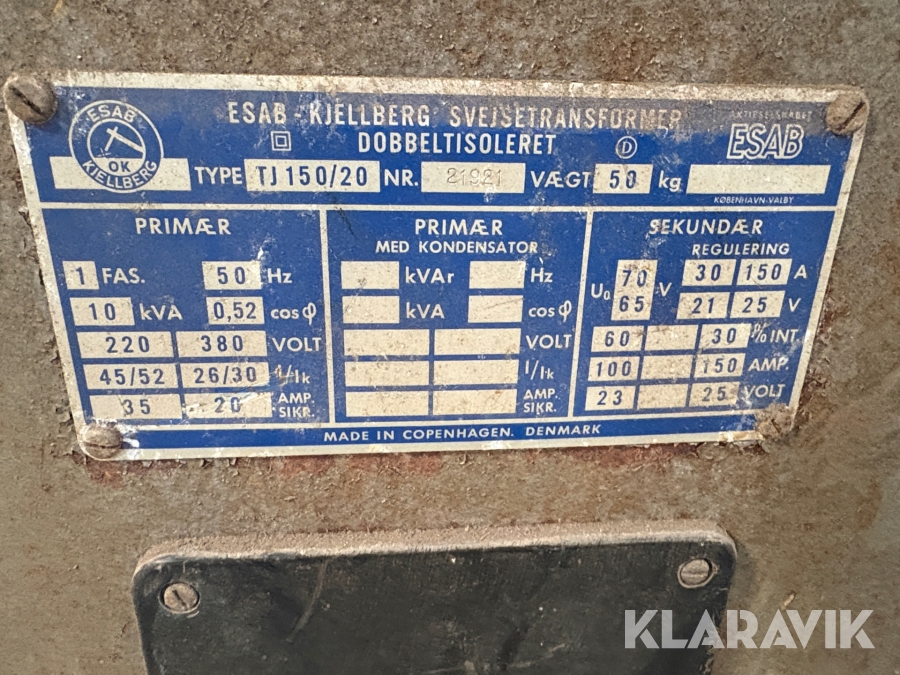 ESAB
OK
KJELLBERG
ESAB-KJELLBERG SVEJSETRANSFORMER
DOBBELTISOLERET
D
AKTIESELSKABET
ESAB
KØBENHAVN-VALBY
TYPE TJ 150/20 NR. 21921 VÆGT 50 kg
PRIMÆR
1 FAS. 50 Hz
10 kVA 0,52 cosφ
220 380 VOLT
45/52 26/30 I/Ik
35 20 AMP. SIKR.
PRIMÆR
MED KONDENSATOR
kVAr Hz
kVA cosφ
VOLT
I/Ik
AMP. SIKR.
SEKUNDÆR
REGULERING
U₀ 70 65 V 30 150 A
21 25 V
60 30 % INT.
100 150 AMP.
23 25 VOLT
MADE IN COPENHAGEN. DENMARK
KLARAVIK